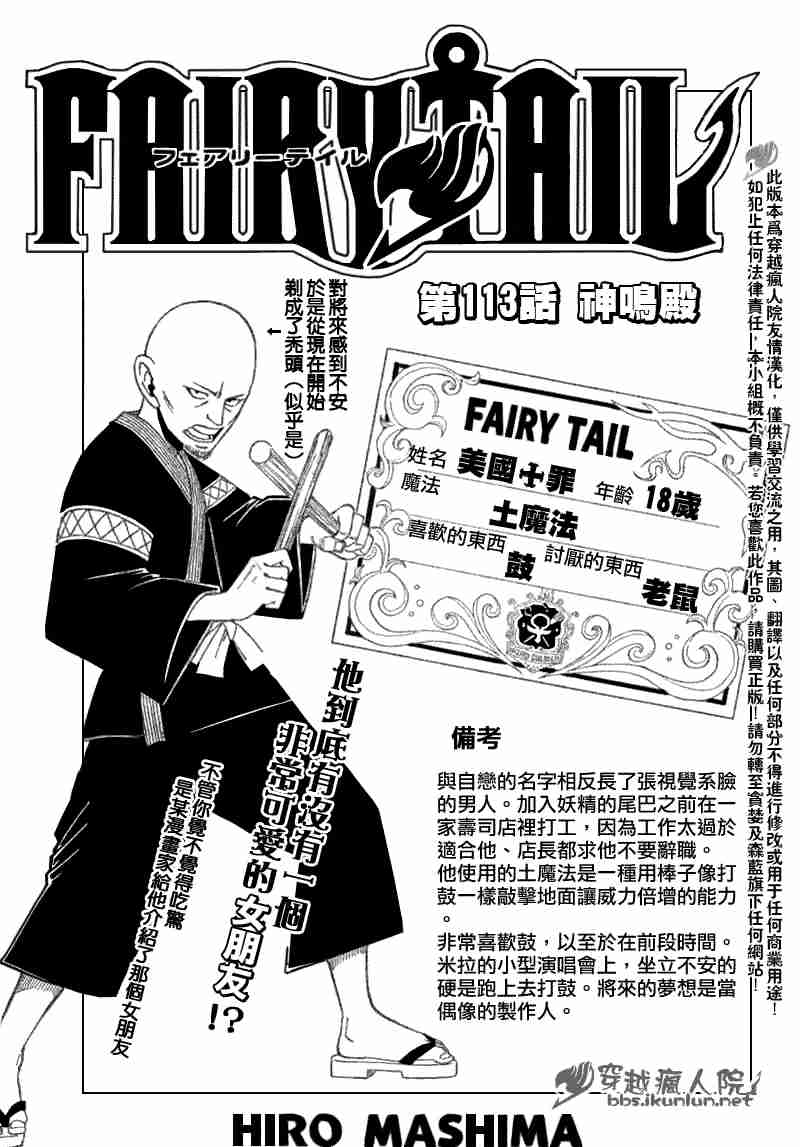 FAIRY TAIL
フェアリーテイル
第113話 神鳴殿
對將來感到不安
於是從現在開始
剃成了禿頭（似乎是）
←
FAIRY TAIL
姓名 美國✢罪 年齡 18歲
魔法 土魔法
喜歡的東西 鼓
討厭的東西 老鼠
備考
與自戀的名字相反長了張視覺系臉
的男人。加入妖精的尾巴之前在一
家壽司店裡打工，因為工作太過於
適合他、店長都求他不要辭職。
他使用的土魔法是一種用棒子像打
鼓一樣敲擊地面讓威力倍增的能力
。
非常喜歡鼓，以至於在前段時間。
米拉的小型演唱會上，坐立不安的
硬是跑上去打鼓。將來的夢想是當
偶像的製作人。
他到底有沒有一個
非常可愛的女朋友!?
不管你覺不覺得吃驚
是某漫畫家給他介紹了那個女朋友
此版本爲穿越瘋人院友情漢化，僅供學習交流之用，其圖、翻譯以及任何部分不得進行修改或用于任何商業用途！
如犯上任何法律責任，本小組概不負責。若您喜歡此作品，請購買正版！請勿轉至貪婪及森藍旗下任何網站！
穿越瘋人院
bbs.ikunlun.net
HIRO MASHIMA